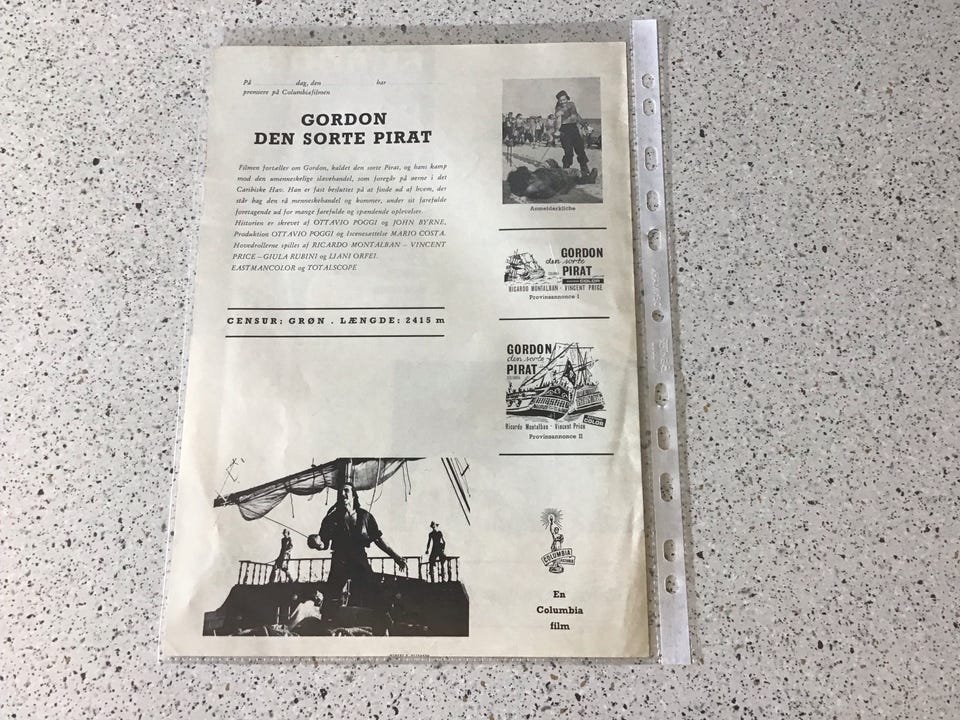 På dag, den har
premiere på Columbiafilmen
GORDON
DEN SORTE PIRAT
Filmen fortæller om Gordon, kaldet den sorte Pirat, og hans kamp
mod den umenneskelige slavehandel, som foregår på øerne i det
Caribiske Hav. Han er fast besluttet på at finde ud af hvem, der
står bag den rå menneskehandel og kommer, under sit farefulde
foretagende ud for mange farefulde og spændende oplevelser.
Historien er skrevet af OTTAVIO POGGI og JOHN BYRNE,
Produktion OTTAVIO POGGI og Iscenesættelse MARIO COSTA.
Hovedrollerne spilles af RICARDO MONTALBAN – VINCENT
PRICE – GIULA RUBINI og LIANI ORFEI.
EASTMANCOLOR og TOTALSCOPE
CENSUR: GRØN . LÆNGDE: 2415 m
Anmelderkliche
GORDON
den sorte
PIRAT
COLOR
RICARDO MONTALBAN · VINCENT PRICE
Provinsannonce I
GORDON
den sorte
PIRAT
COLOR
Ricardo Montalban · Vincent Price
Provinsannonce II
COLUMBIA
En
Columbia
film